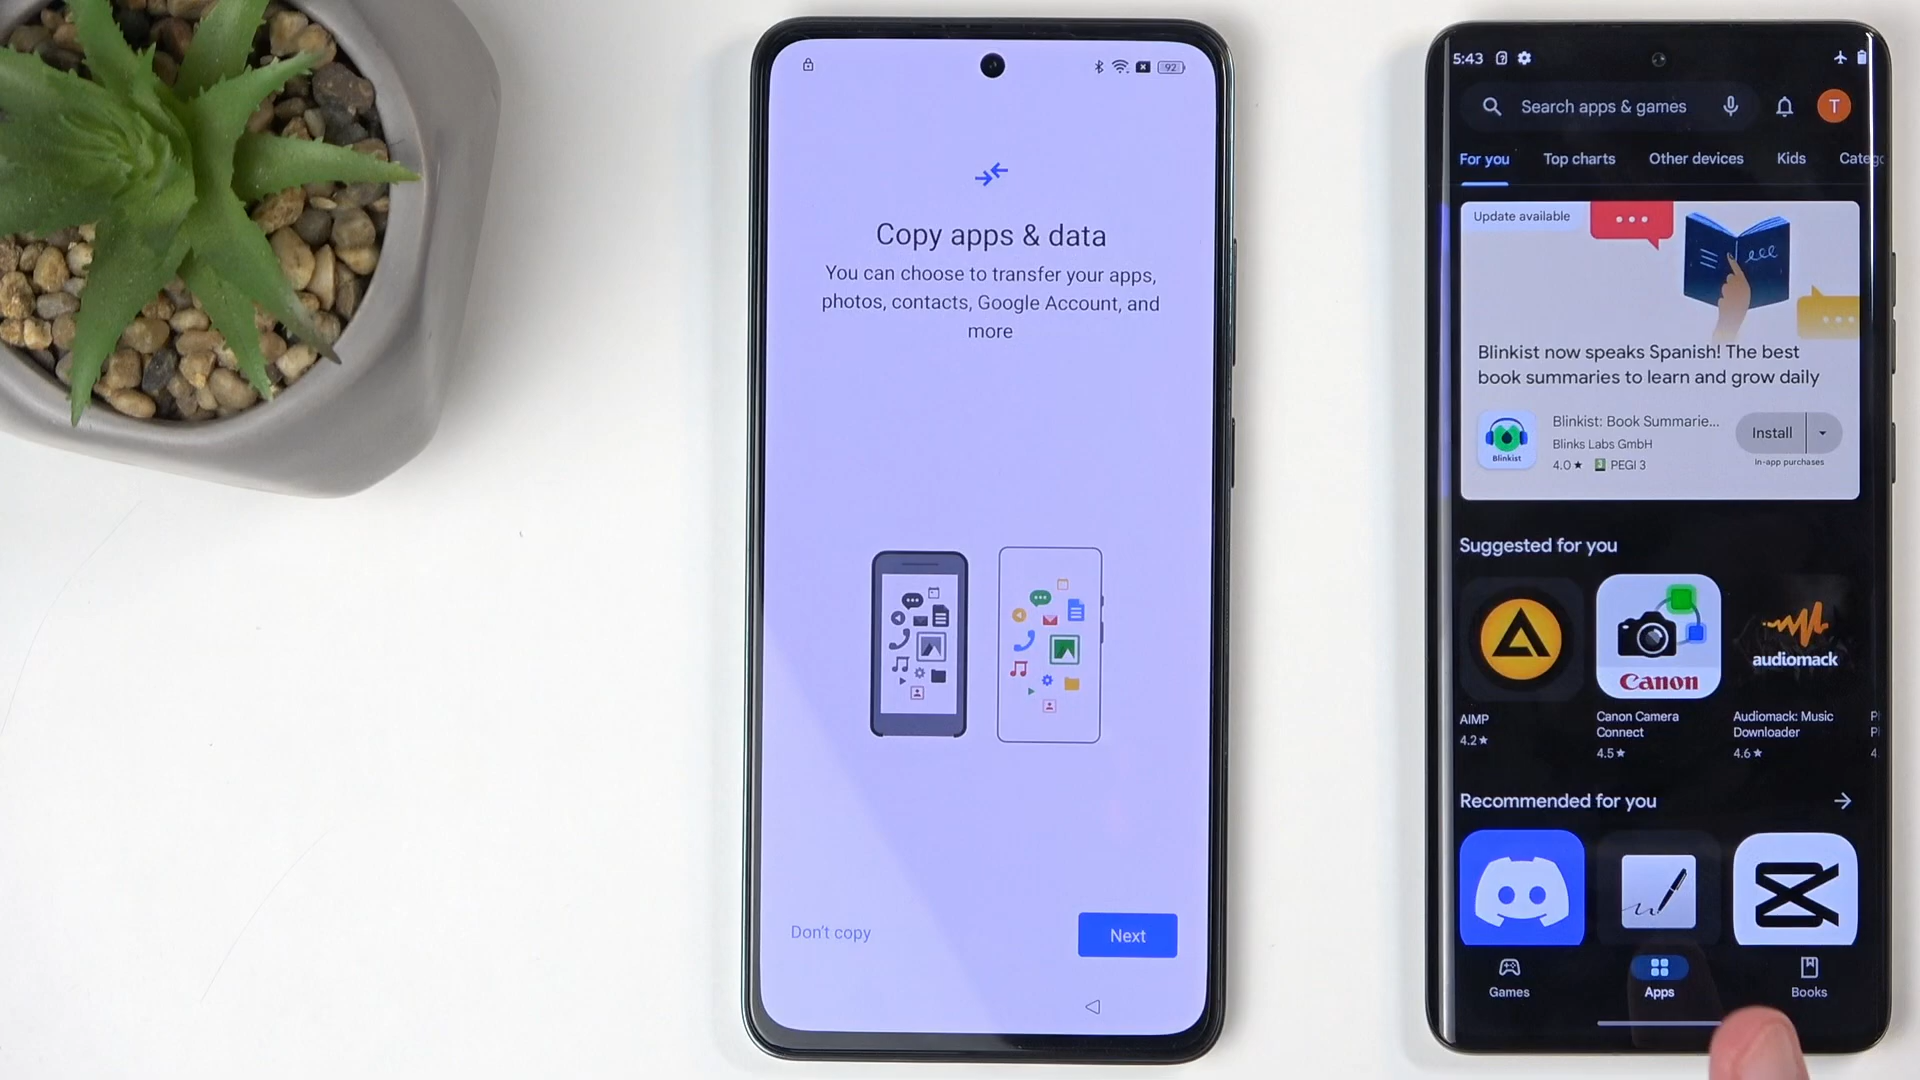 92
Copy apps & data
You can choose to transfer your apps,
photos, contacts, Google Account, and
more
Don't copy
Next
5:43
Search apps & games
T
For you
Top charts
Other devices
Kids
Categ
Update available
Blinkist now speaks Spanish! The best
book summaries to learn and grow daily
Blinkist
Blinkist: Book Summarie...
Blinks Labs GmbH
4.0★ 3 PEGI 3
Install
In-app purchases
Suggested for you
Canon
audiomack
AIMP
4.2★
Canon Camera
Connect
4.5★
Audiomack: Music
Downloader
4.6★
Recommended for you
Games
Apps
Books